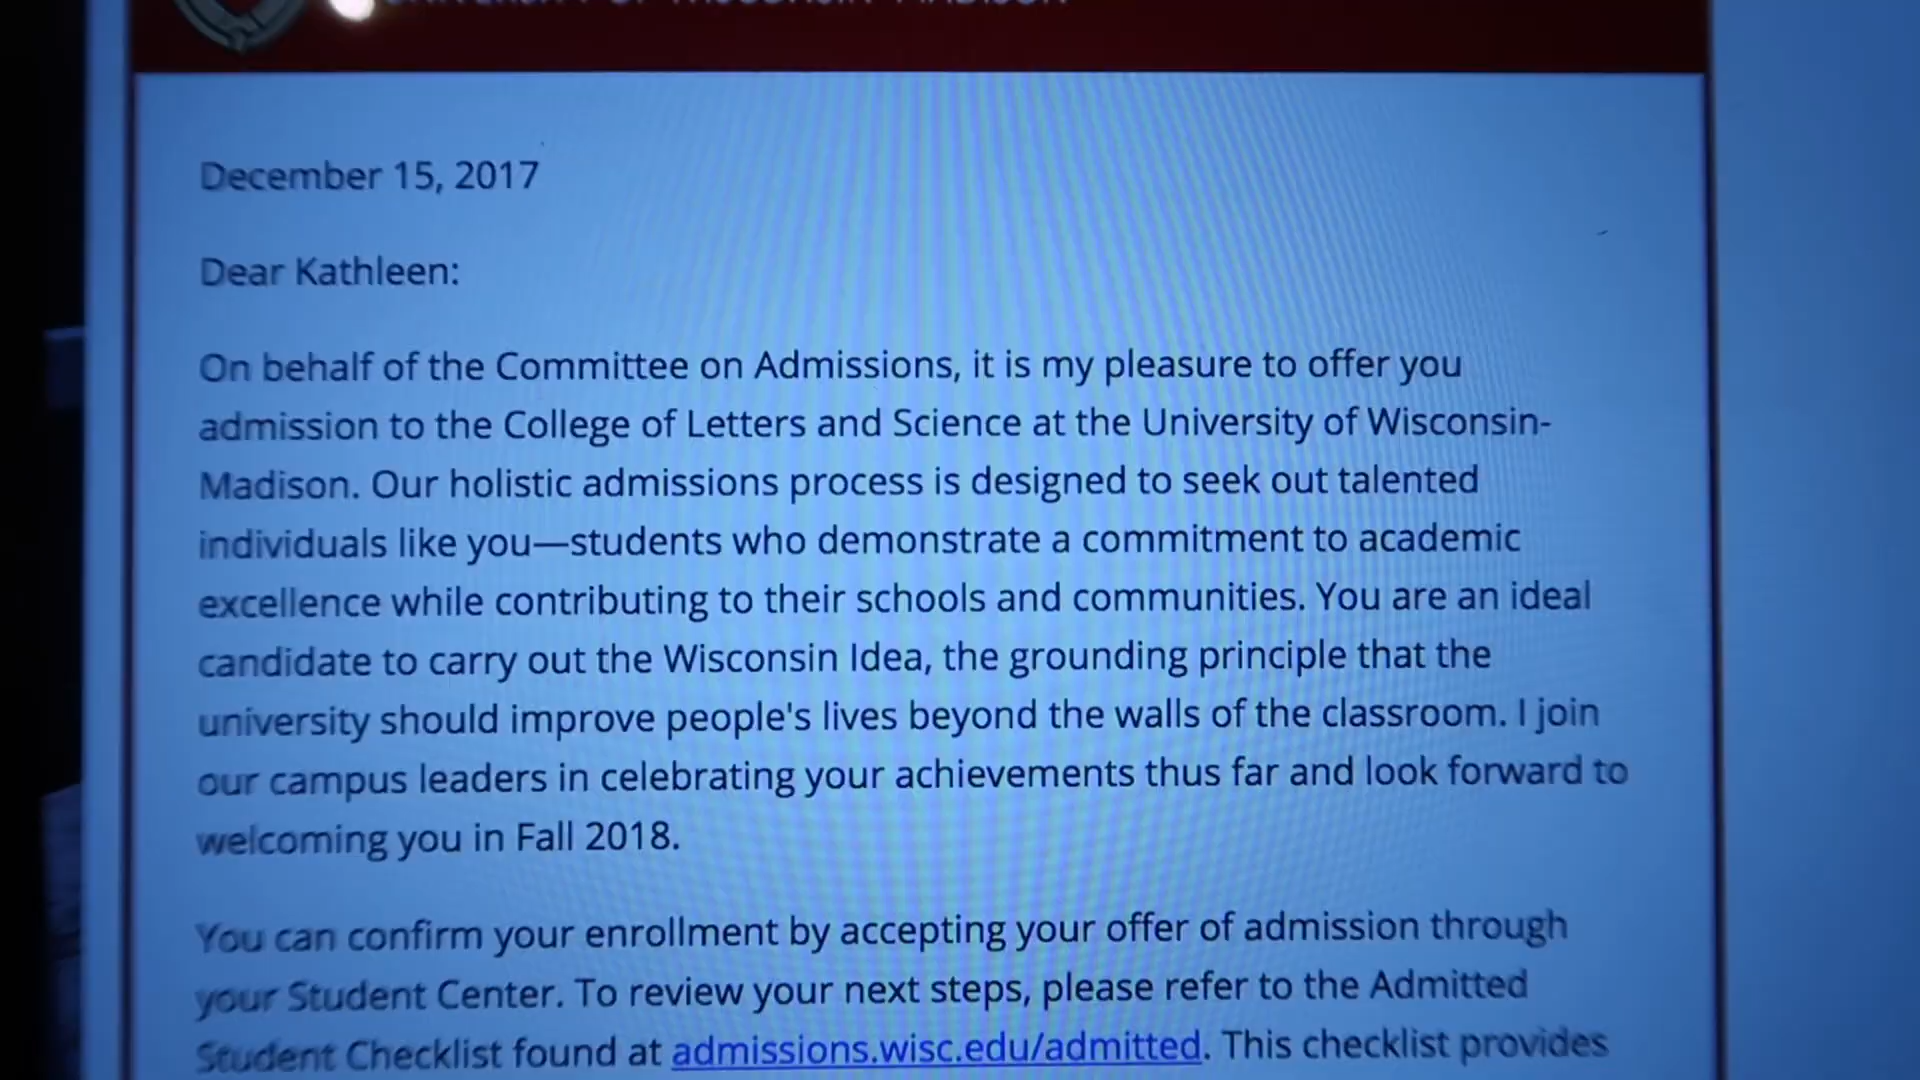 UNIVERSITY OF WISCONSIN-MADISON
December 15, 2017
Dear Kathleen:
On behalf of the Committee on Admissions, it is my pleasure to offer you
admission to the College of Letters and Science at the University of Wisconsin-
Madison. Our holistic admissions process is designed to seek out talented
individuals like you—students who demonstrate a commitment to academic
excellence while contributing to their schools and communities. You are an ideal
candidate to carry out the Wisconsin Idea, the grounding principle that the
university should improve people's lives beyond the walls of the classroom. I join
our campus leaders in celebrating your achievements thus far and look forward to
welcoming you in Fall 2018.
You can confirm your enrollment by accepting your offer of admission through
your Student Center. To review your next steps, please refer to the Admitted
Student Checklist found at admissions.wisc.edu/admitted. This checklist provides